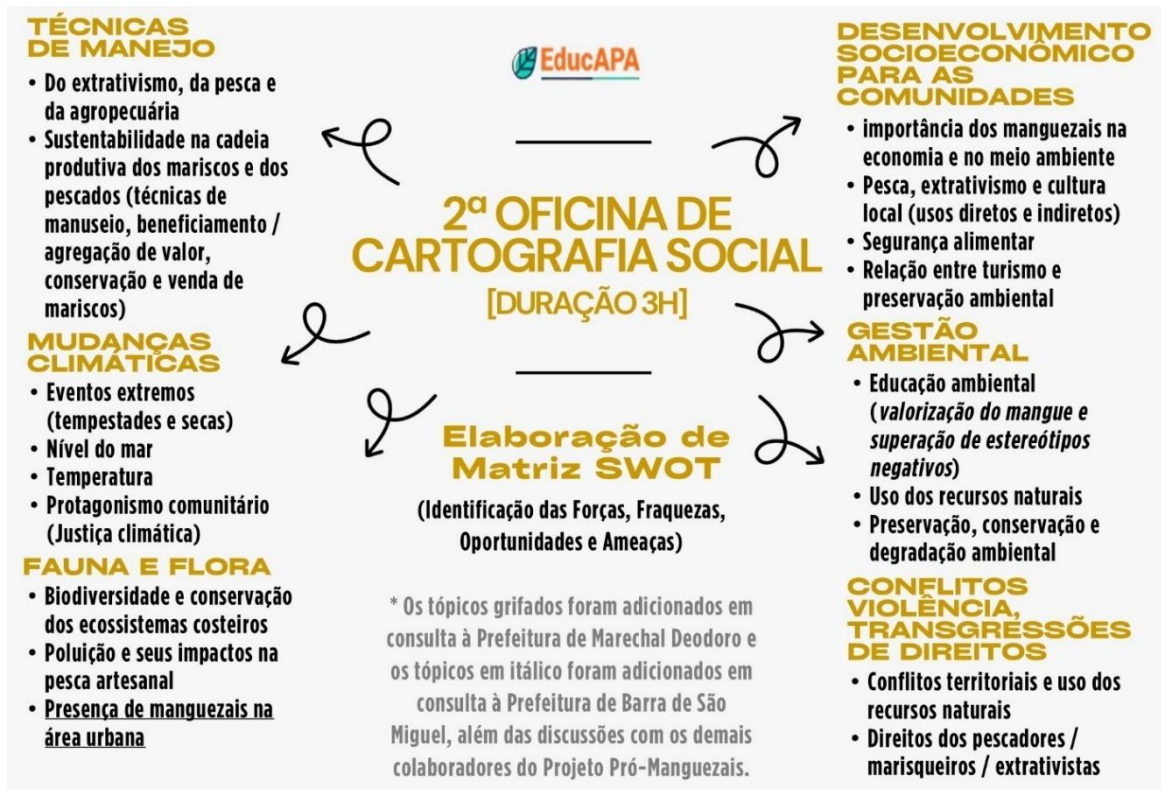 TÉCNICAS
DE MANEJO
• Do extrativismo, da pesca e
da agropecuária
• Sustentabilidade na cadeia
produtiva dos mariscos e dos
pescados (técnicas de
manuseio, beneficiamento /
agregação de valor,
conservação e venda de
mariscos)
MUDANÇAS
CLIMÁTICAS
• Eventos extremos
(tempestades e secas)
• Nível do mar
• Temperatura
• Protagonismo comunitário
(Justiça climática)
FAUNA E FLORA
• Biodiversidade e conservação
dos ecossistemas costeiros
• Poluição e seus impactos na
pesca artesanal
• Presença de manguezais na
área urbana
EducAPA
2ª OFICINA DE
CARTOGRAFIA SOCIAL
[DURAÇÃO 3H]
Elaboração de
Matriz SWOT
(Identificação das Forças, Fraquezas,
Oportunidades e Ameaças)
* Os tópicos grifados foram adicionados em
consulta à Prefeitura de Marechal Deodoro e
os tópicos em itálico foram adicionados em
consulta à Prefeitura de Barra de São
Miguel, além das discussões com os demais
colaboradores do Projeto Pró-Manguezais.
DESENVOLVIMENTO
SOCIOECONÔMICO
PARA AS
COMUNIDADES
• importância dos manguezais na
economia e no meio ambiente
• Pesca, extrativismo e cultura
local (usos diretos e indiretos)
• Segurança alimentar
• Relação entre turismo e
preservação ambiental
GESTÃO
AMBIENTAL
• Educação ambiental
(valorização do mangue e
superação de estereótipos
negativos)
• Uso dos recursos naturais
• Preservação, conservação e
degradação ambiental
CONFLITOS
VIOLÊNCIA,
TRANSGRESSÕES
DE DIREITOS
• Conflitos territoriais e uso dos
recursos naturais
• Direitos dos pescadores /
marisqueiros / extrativistas